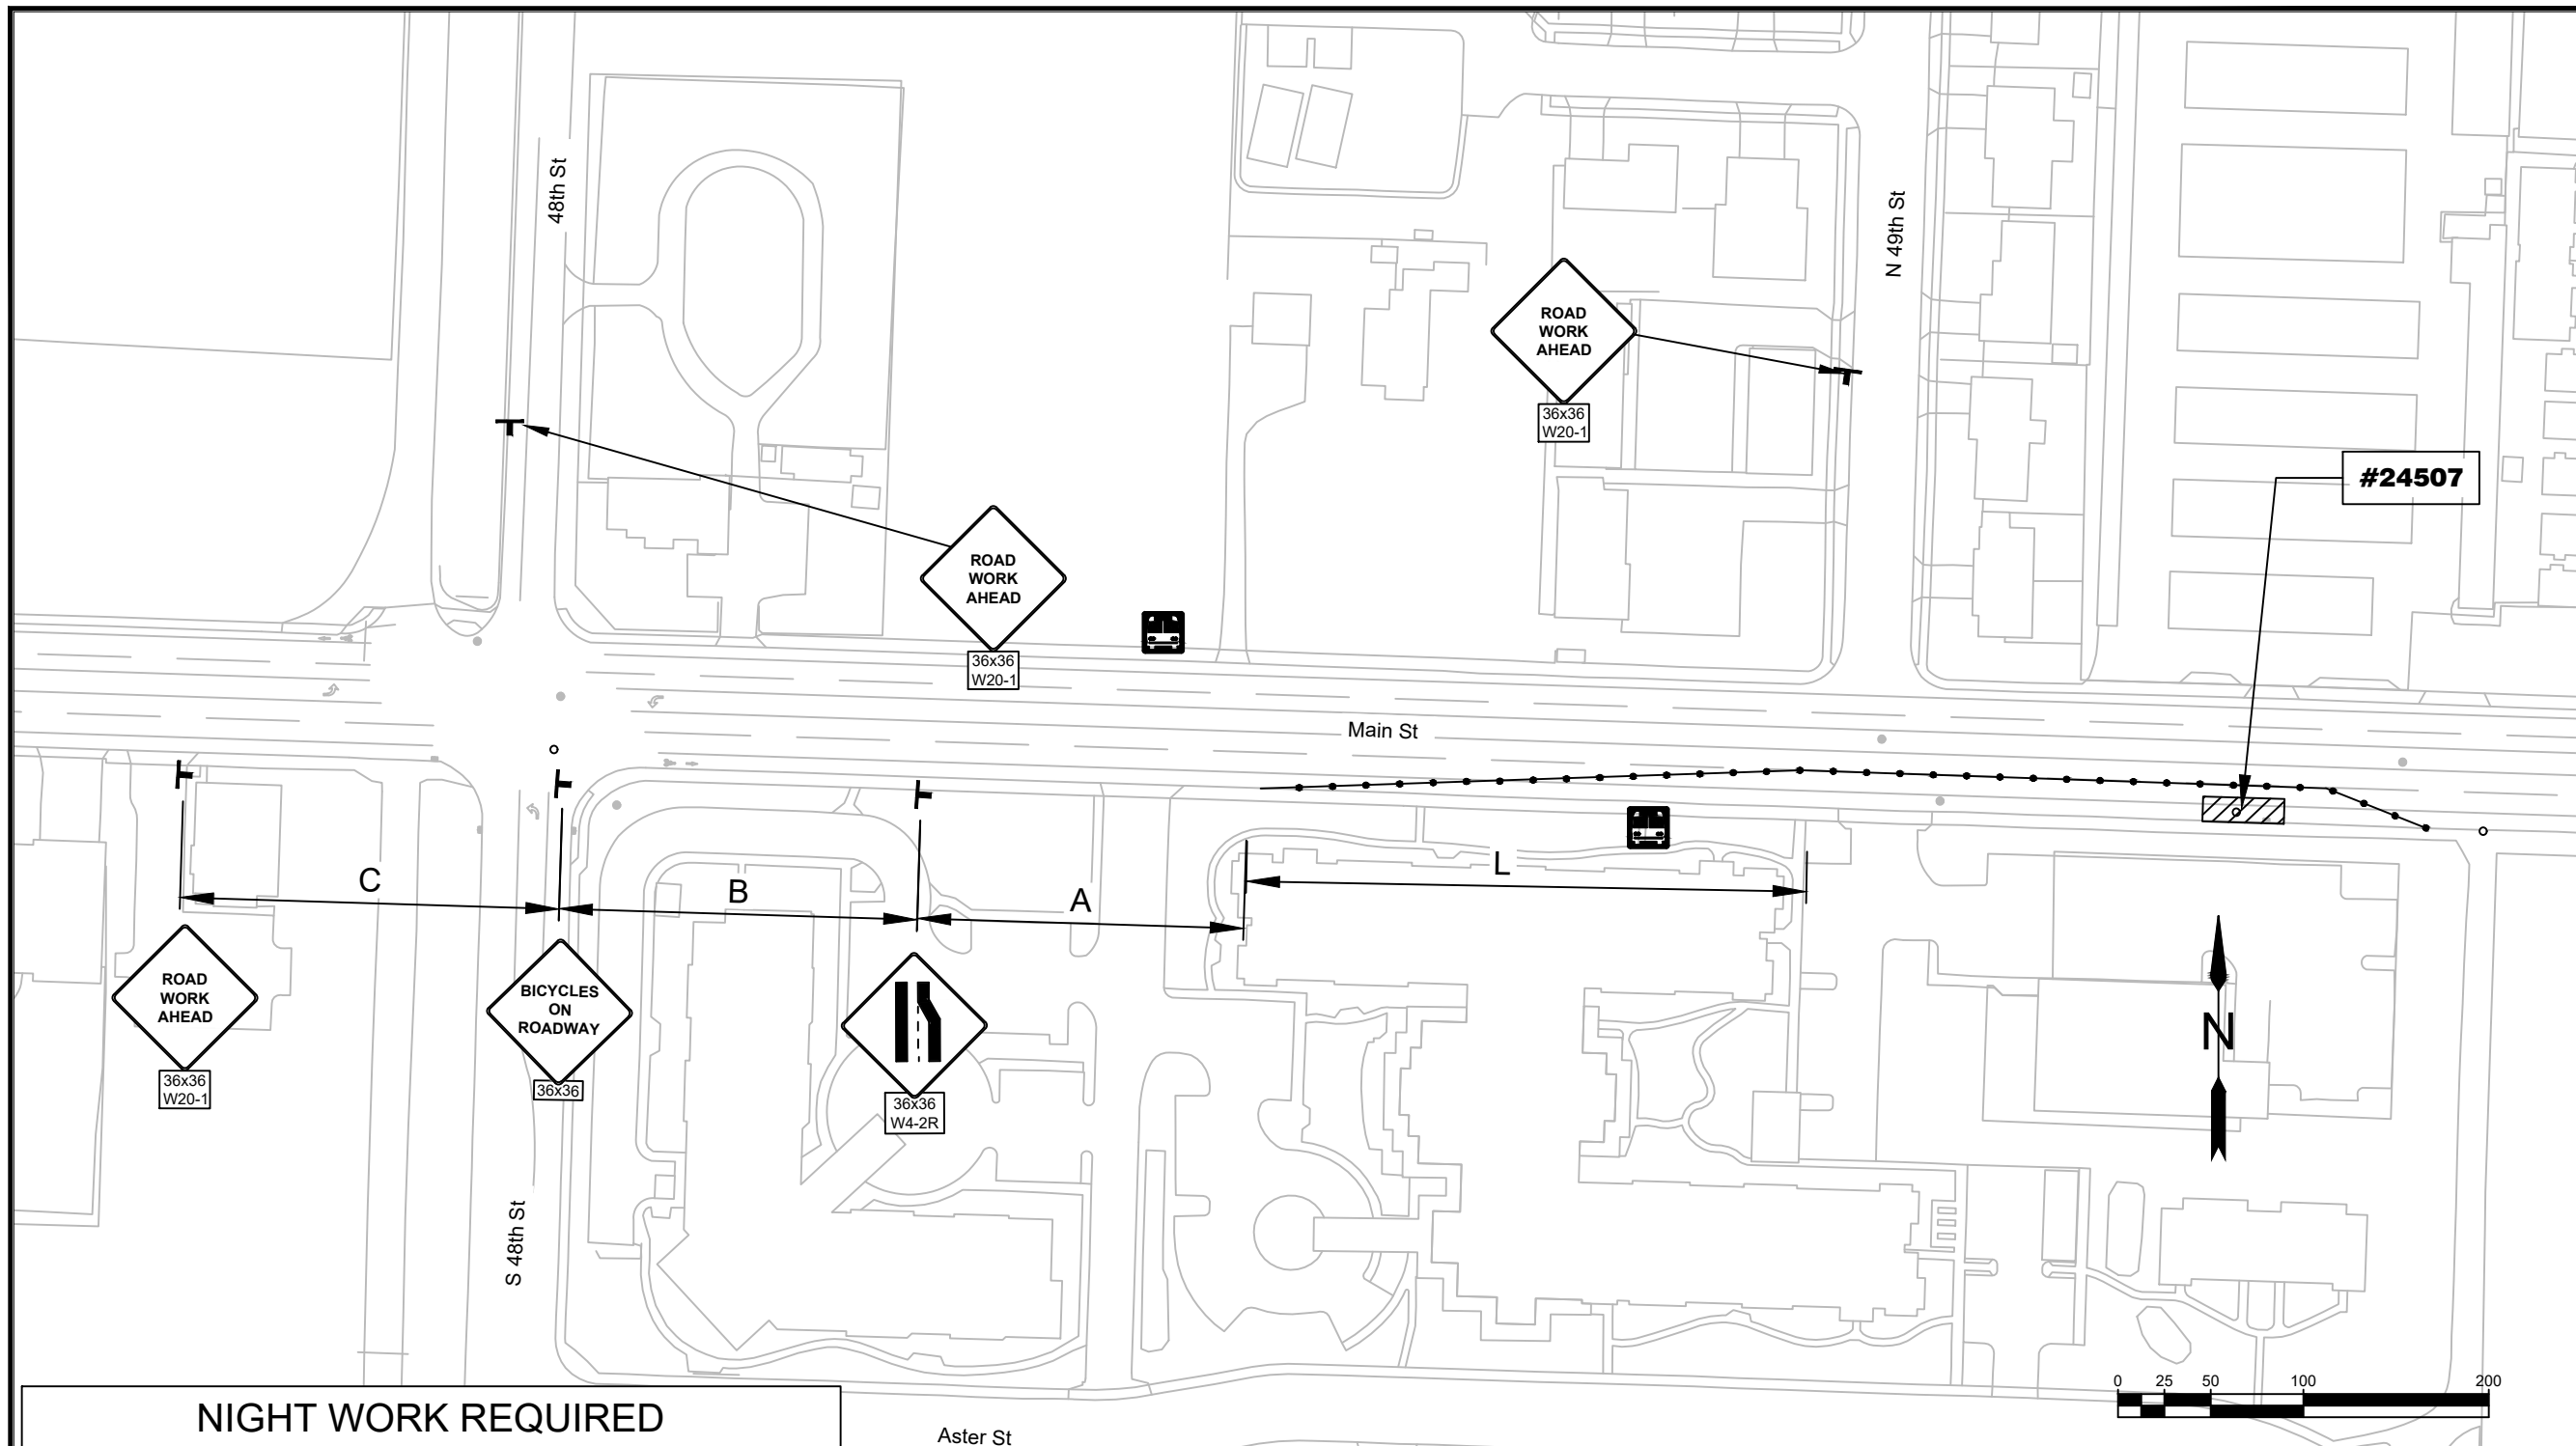 48th St
N 49th St
ROAD
WORK
AHEAD
36x36
W20-1
#24507
ROAD
WORK
AHEAD
36x36
W20-1
Main St
C
B
A
L
ROAD
WORK
AHEAD
36x36
W20-1
BICYCLES
ON
ROADWAY
36x36
36x36
W4-2R
N
S 48th St
0 25 50 100 200
NIGHT WORK REQUIRED
Aster St